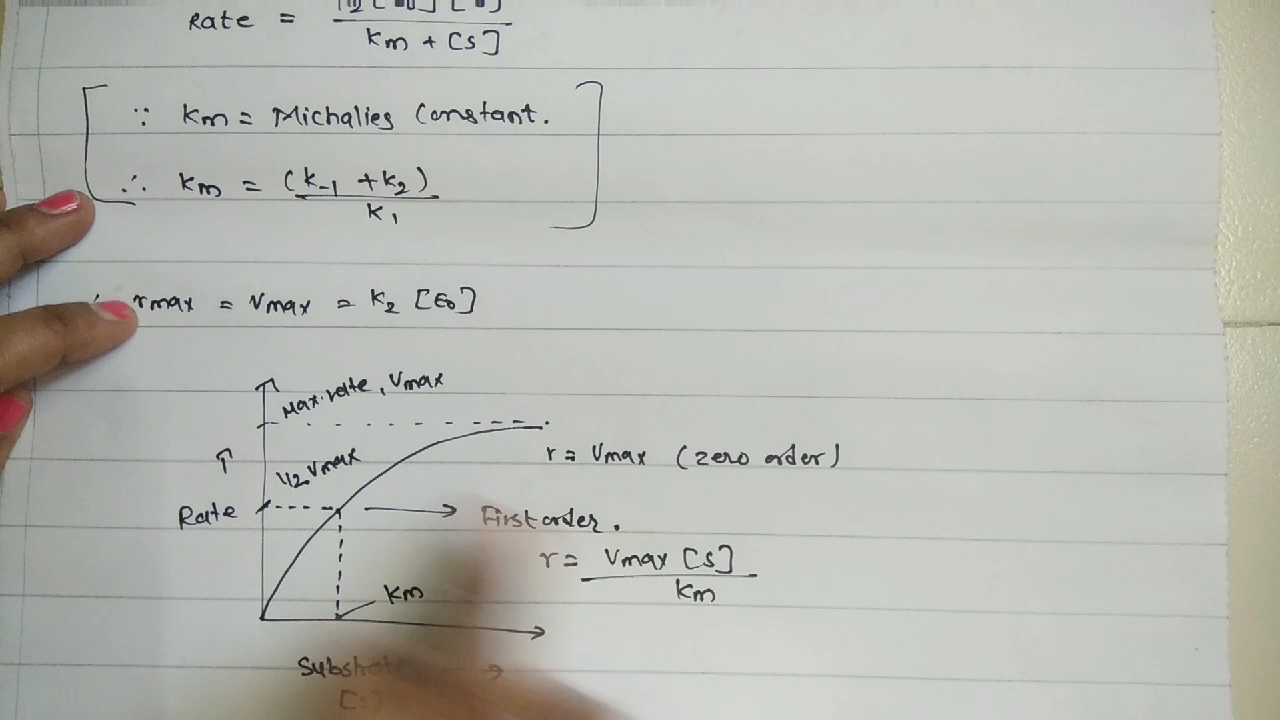 Rate =
Km + [S]
∵ Km = Michalies Constant.
∴ Km = (k-1 + k2)
k1
rmax = Vmax = K2 [E0]
Max. rate, Vmax
r = Vmax (zero order)
1/2 Vmax
Rate
First order.
r = Vmax [S]
Km
Km
[S]